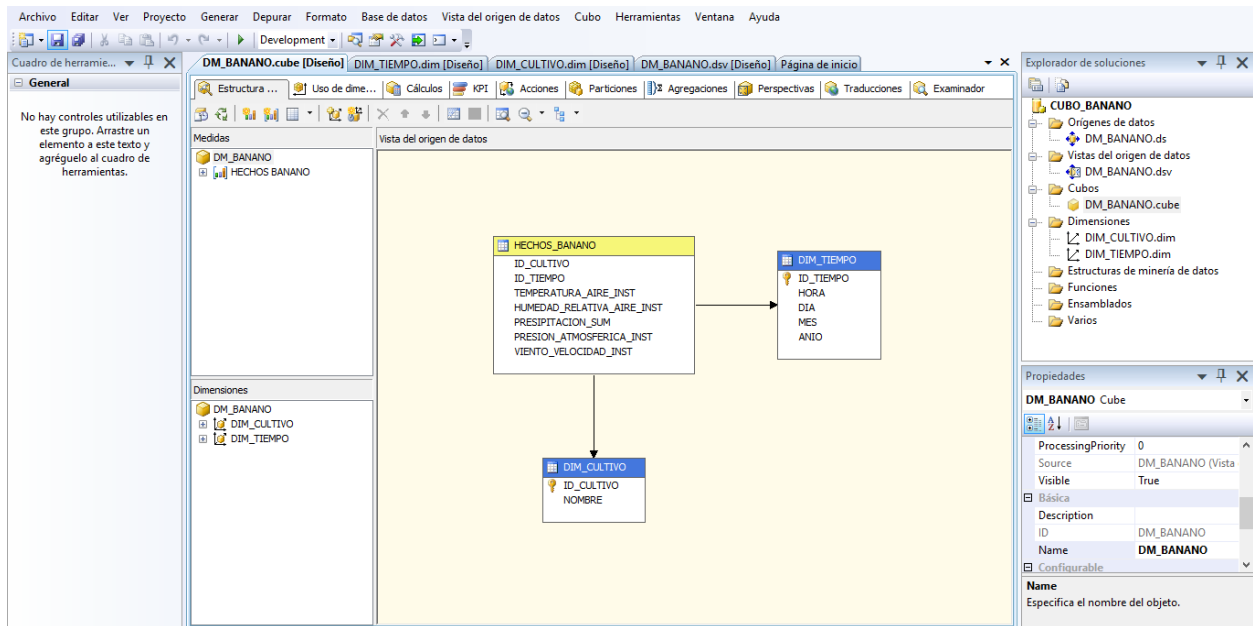 Archivo Editar Ver Proyecto Generar Depurar Formato Base de datos Vista del origen de datos Cubo Herramientas Ventana Ayuda
Development
Cuadro de herramie...
General
No hay controles utilizables en
este grupo. Arrastre un
elemento a este texto y
agréguelo al cuadro de
herramientas.
DM_BANANO.cube [Diseño] DIM_TIEMPO.dim [Diseño] DIM_CULTIVO.dim [Diseño] DM_BANANO.dsv [Diseño] Página de inicio
Estructura ... Uso de dime... Cálculos KPI Acciones Particiones Agregaciones Perspectivas Traducciones Examinador
Medidas
DM_BANANO
HECHOS BANANO
Dimensiones
DM_BANANO
DIM_CULTIVO
DIM_TIEMPO
Vista del origen de datos
HECHOS_BANANO
ID_CULTIVO
ID_TIEMPO
TEMPERATURA_AIRE_INST
HUMEDAD_RELATIVA_AIRE_INST
PRESIPITACION_SUM
PRESION_ATMOSFERICA_INST
VIENTO_VELOCIDAD_INST
DIM_TIEMPO
ID_TIEMPO
HORA
DIA
MES
ANIO
DIM_CULTIVO
ID_CULTIVO
NOMBRE
Explorador de soluciones
CUBO_BANANO
Orígenes de datos
DM_BANANO.ds
Vistas del origen de datos
DM_BANANO.dsv
Cubos
DM_BANANO.cube
Dimensiones
DIM_CULTIVO.dim
DIM_TIEMPO.dim
Estructuras de minería de datos
Funciones
Ensamblados
Varios
Propiedades
DM_BANANO Cube
ProcessingPriority 0
Source DM_BANANO (Vista
Visible True
Básica
Description
ID DM_BANANO
Name DM_BANANO
Configurable
Name
Especifica el nombre del objeto.